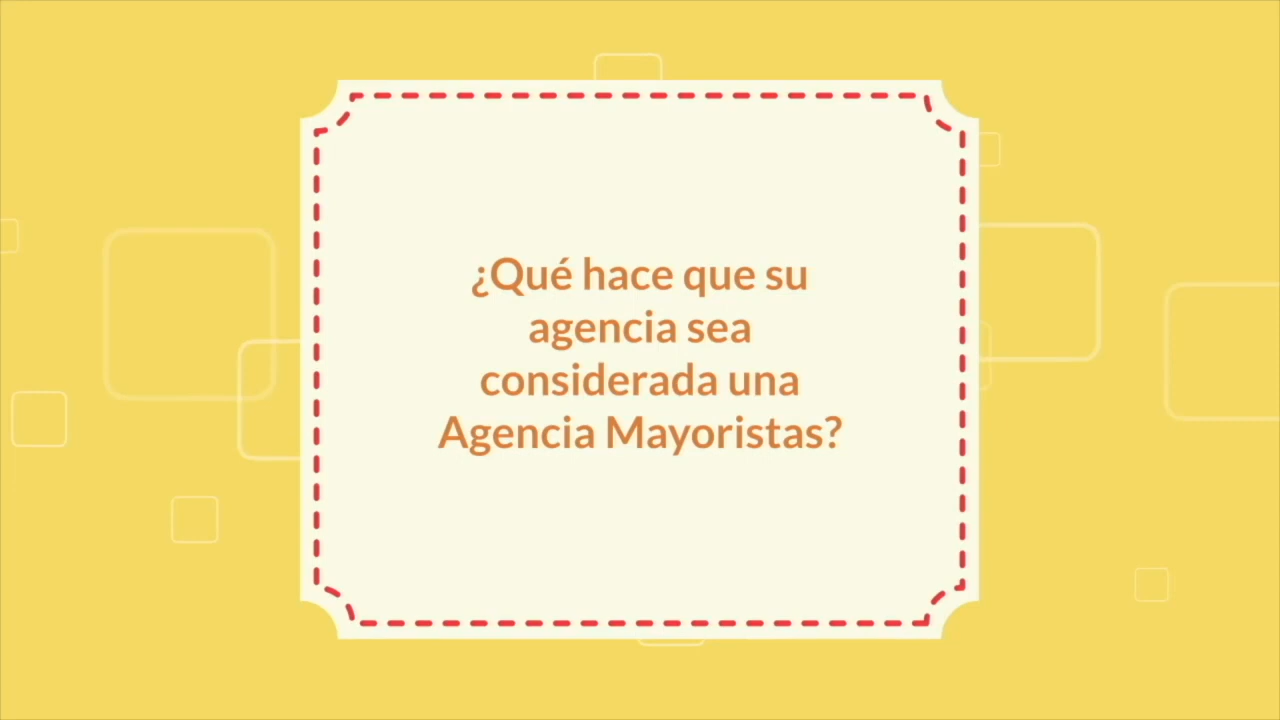 ¿Qué hace que su
agencia sea
considerada una
Agencia Mayoristas?